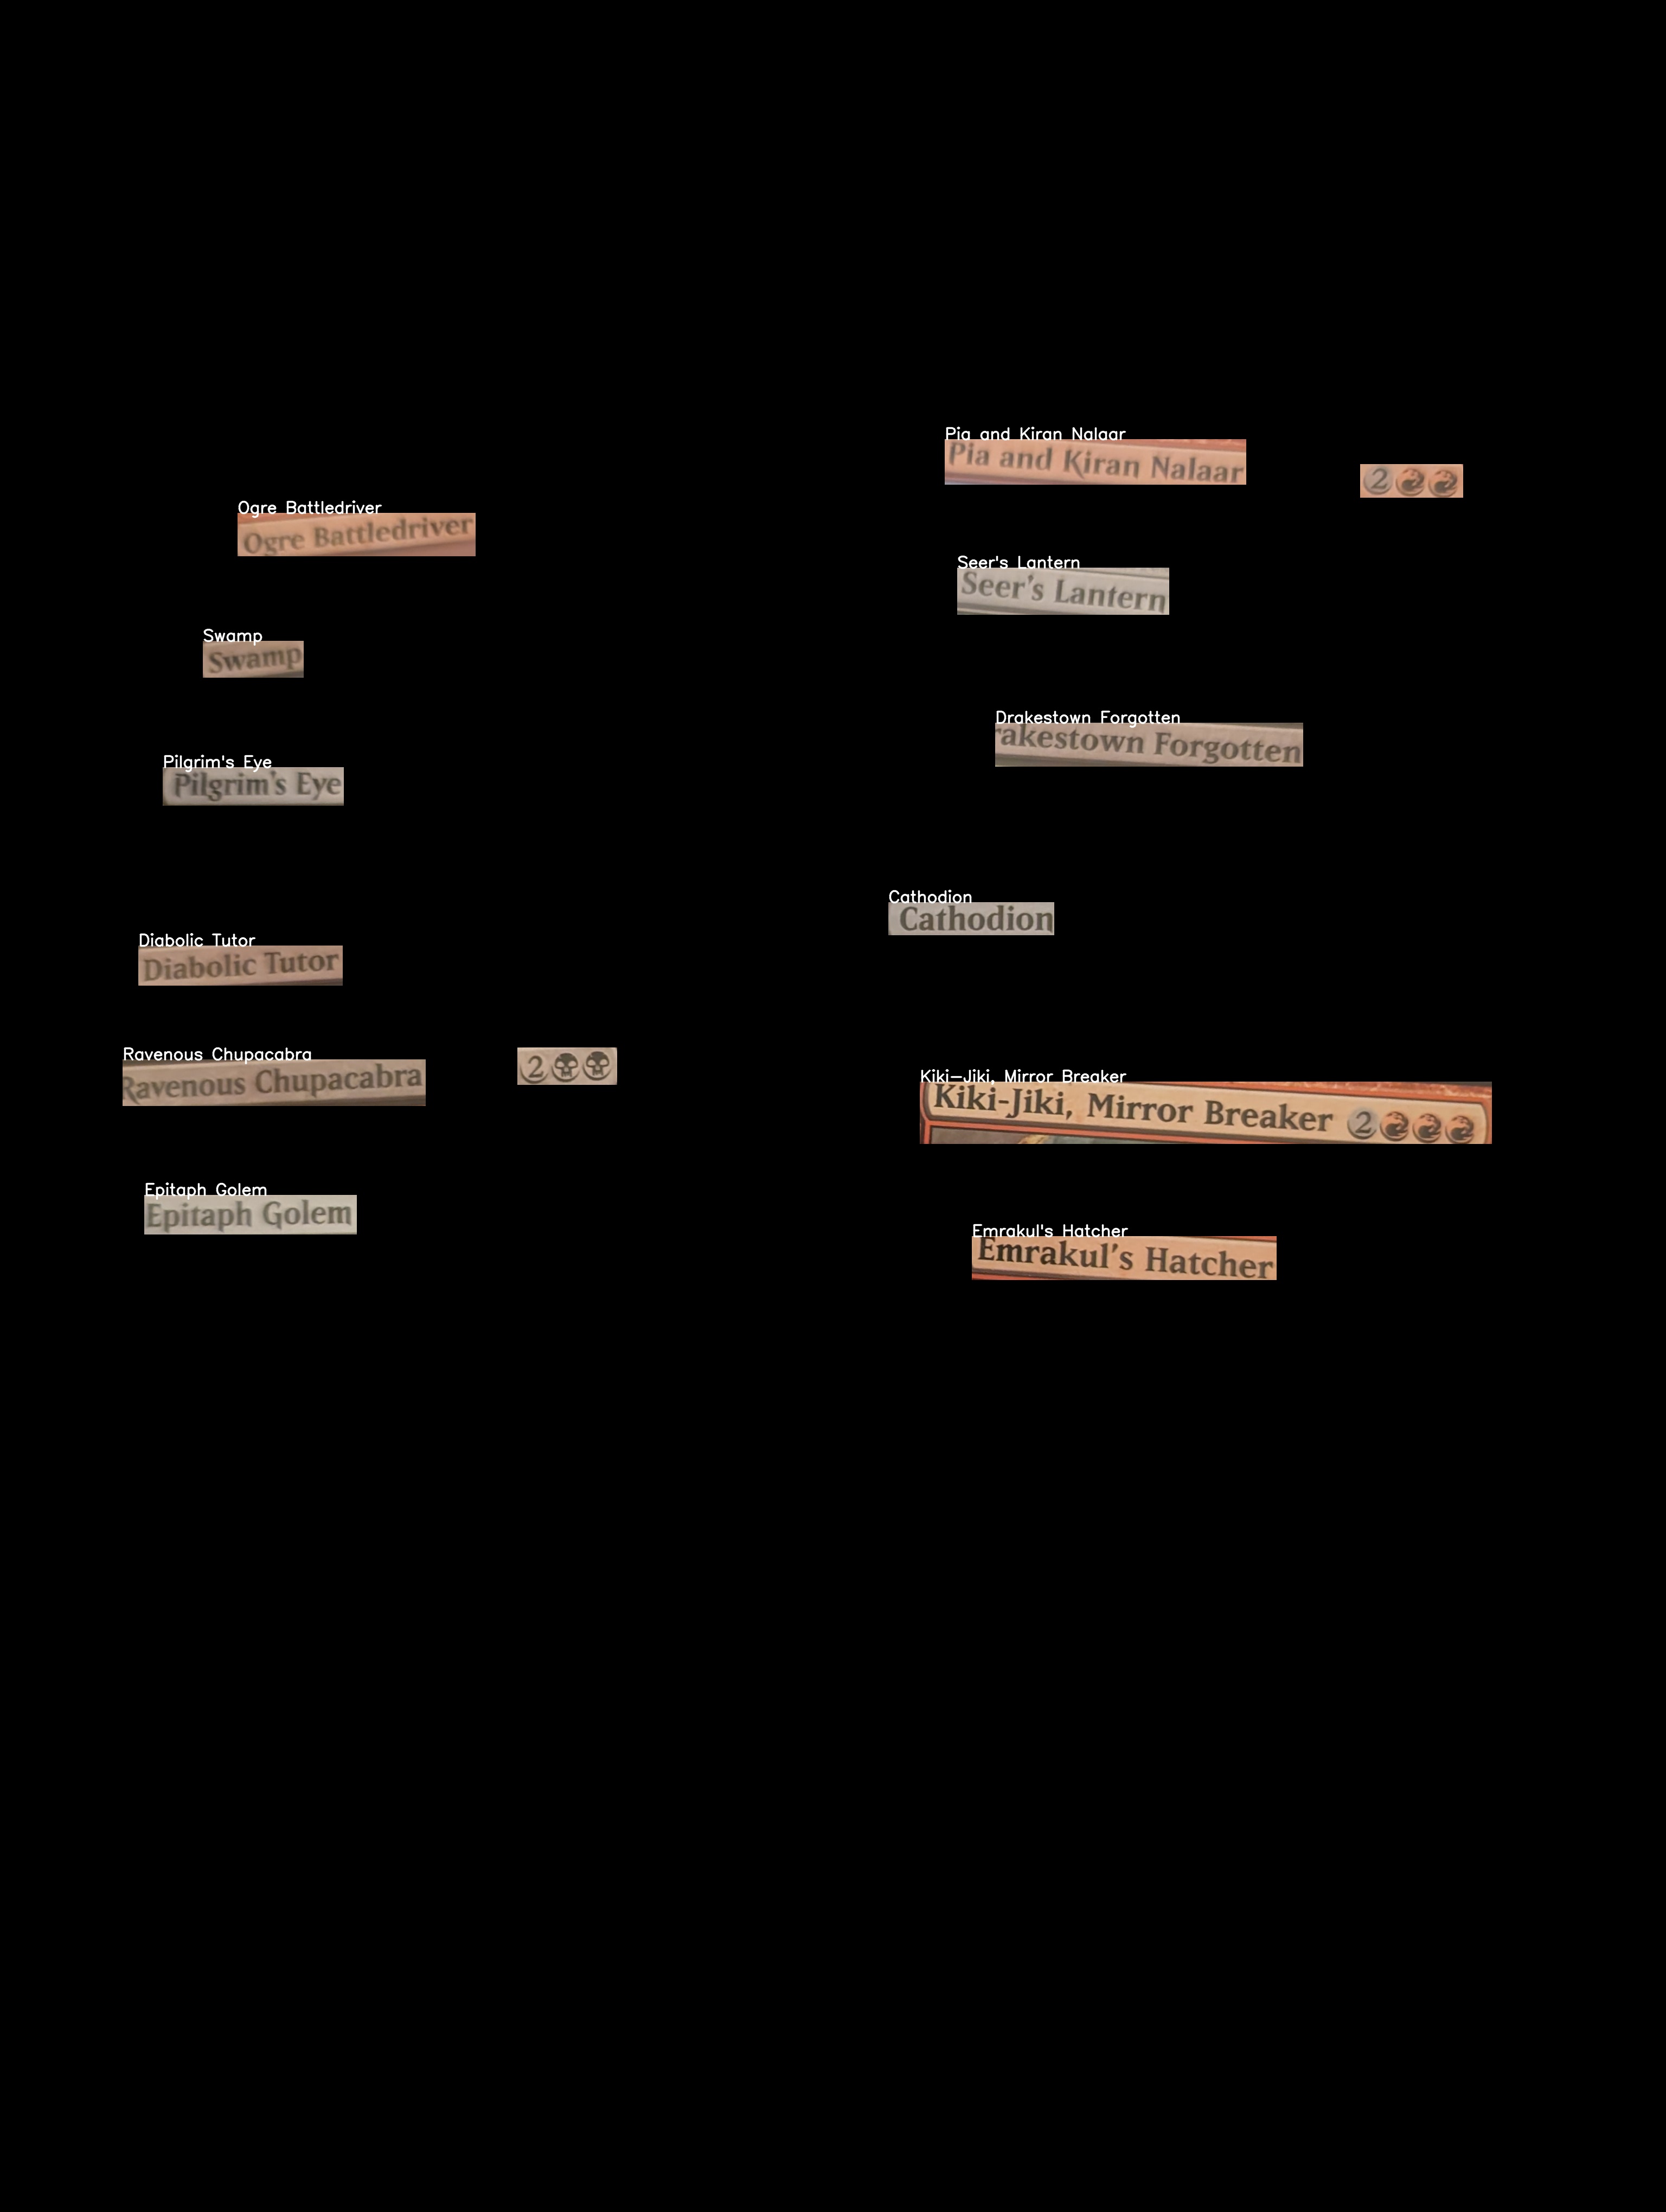 Pia and Kiran Nalaar
Pia and Kiran Nalaar 2
Ogre Battledriver
Ogre Battledriver
Seer's Lantern
Seer's Lantern
Swamp
Swamp
Drakestown Forgotten
rakestown Forgotten
Pilgrim's Eye
Pilgrim's Eye
Cathodion
Cathodion
Diabolic Tutor
Diabolic Tutor
Ravenous Chupacabra
Ravenous Chupacabra 2
Kiki-Jiki, Mirror Breaker
Kiki-Jiki, Mirror Breaker 2
Epitaph Golem
Epitaph Golem
Emrakul's Hatcher
Emrakul's Hatcher